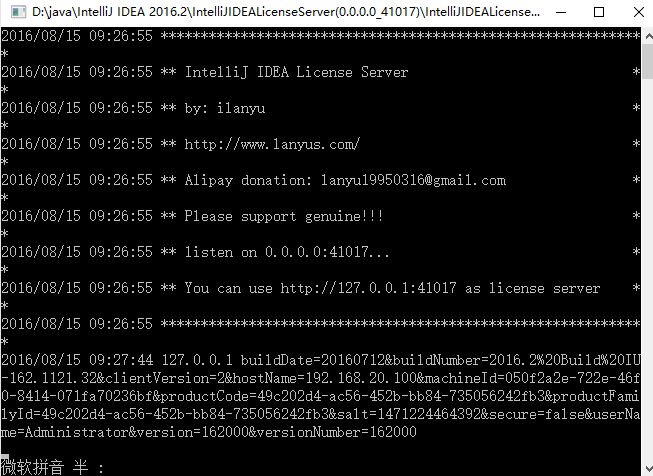 D:\java\IntelliJ IDEA 2016.2\IntelliJIDEALicenseServer(0.0.0.0_41017)\IntelliJIDEALicense...
2016/08/15 09:26:55 ************************************************************
*
2016/08/15 09:26:55 ** IntelliJ IDEA License Server *
*
2016/08/15 09:26:55 ** by: ilanyu *
*
2016/08/15 09:26:55 ** http://www.lanyus.com/ *
*
2016/08/15 09:26:55 ** Alipay donation: lanyu19950316@gmail.com *
*
2016/08/15 09:26:55 ** Please support genuine!!! *
*
2016/08/15 09:26:55 ** listen on 0.0.0.0:41017... *
*
2016/08/15 09:26:55 ** You can use http://127.0.0.1:41017 as license server *
*
2016/08/15 09:26:55 ************************************************************
*
2016/08/15 09:27:44 127.0.0.1 buildDate=20160712&buildNumber=2016.2%20Build%20IU
-162.1121.32&clientVersion=2&hostName=192.168.20.100&machineId=050f2a2e-722e-46f
0-8414-071fa70236bf&productCode=49c202d4-ac56-452b-bb84-735056242fb3&productFami
lyId=49c202d4-ac56-452b-bb84-735056242fb3&salt=1471224464392&secure=false&userNa
me=Administrator&version=162000&versionNumber=162000
微软拼音 半 :